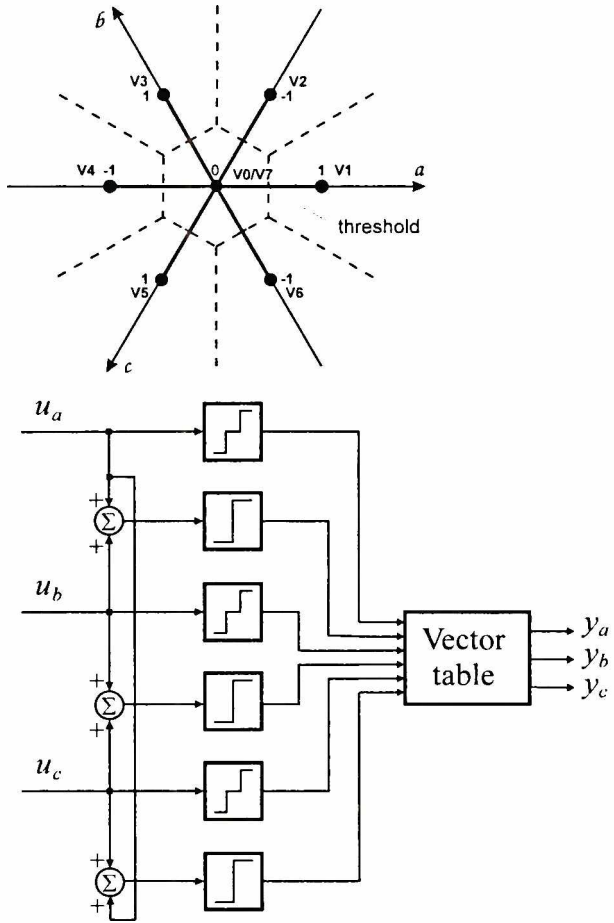 b
V3
V2
1
-1
V4 -1
0
V0/V7
1 V1
a
threshold
1
-1
V5
V6
c
u_a
+
Σ
+
u_b
+
Σ
+
u_c
+
Σ
+
Vector
table
y_a
y_b
y_c